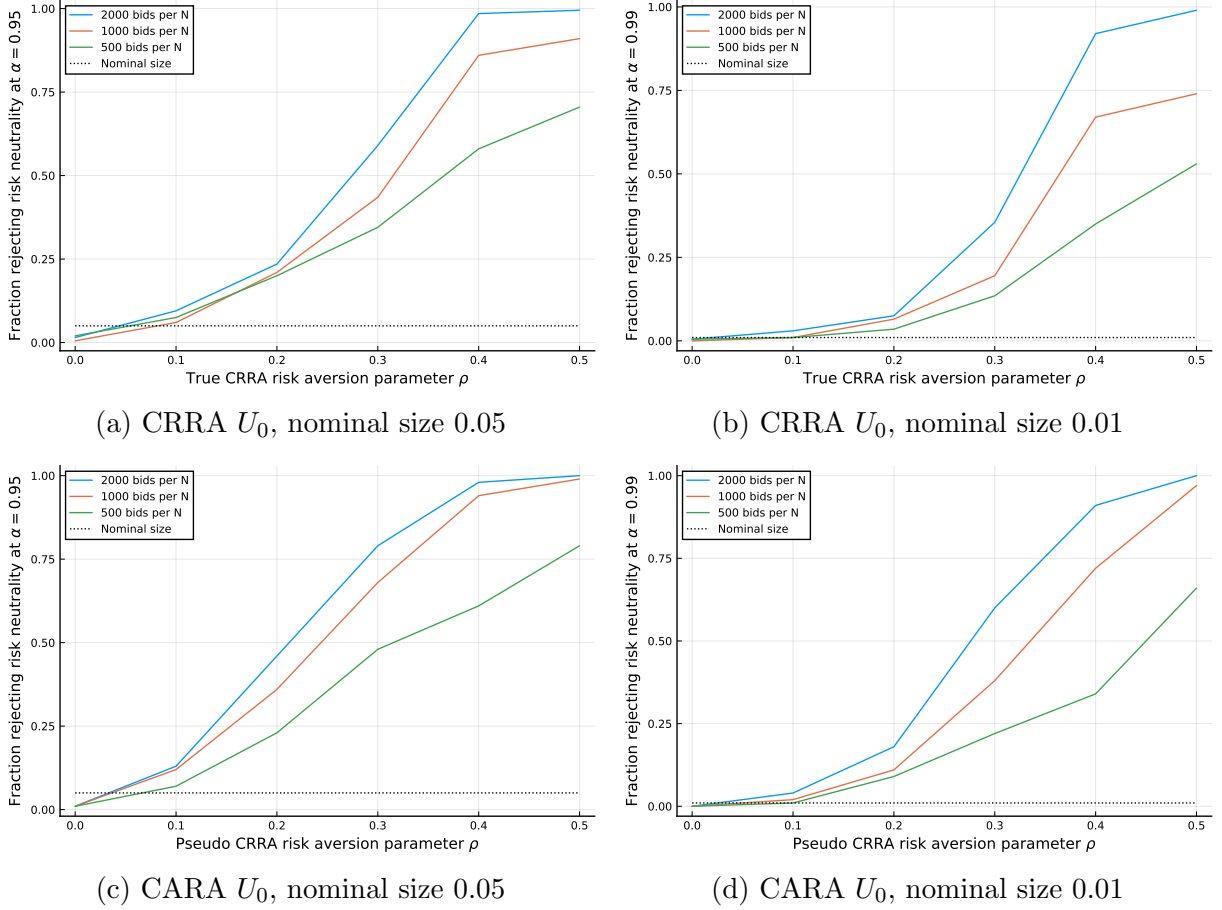 Fraction rejecting risk neutrality at α = 0.95
1.00
0.75
0.50
0.25
0.00
2000 bids per N
1000 bids per N
500 bids per N
Nominal size
0.0 0.1 0.2 0.3 0.4 0.5
True CRRA risk aversion parameter ρ
(a) CRRA U₀, nominal size 0.05
Fraction rejecting risk neutrality at α = 0.99
1.00
0.75
0.50
0.25
0.00
2000 bids per N
1000 bids per N
500 bids per N
Nominal size
0.0 0.1 0.2 0.3 0.4 0.5
True CRRA risk aversion parameter ρ
(b) CRRA U₀, nominal size 0.01
Fraction rejecting risk neutrality at α = 0.95
1.00
0.75
0.50
0.25
0.00
2000 bids per N
1000 bids per N
500 bids per N
Nominal size
0.0 0.1 0.2 0.3 0.4 0.5
Pseudo CRRA risk aversion parameter ρ
(c) CARA U₀, nominal size 0.05
Fraction rejecting risk neutrality at α = 0.99
1.00
0.75
0.50
0.25
0.00
2000 bids per N
1000 bids per N
500 bids per N
Nominal size
0.0 0.1 0.2 0.3 0.4 0.5
Pseudo CRRA risk aversion parameter ρ
(d) CARA U₀, nominal size 0.01